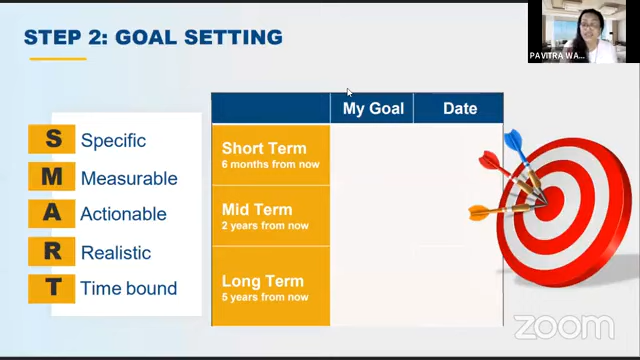 STEP 2: GOAL SETTING
PAVITRA WA...
S Specific
M Measurable
A Actionable
R Realistic
T Time bound
My Goal Date
Short Term
6 months from now
Mid Term
2 years from now
Long Term
5 years from now
zoom